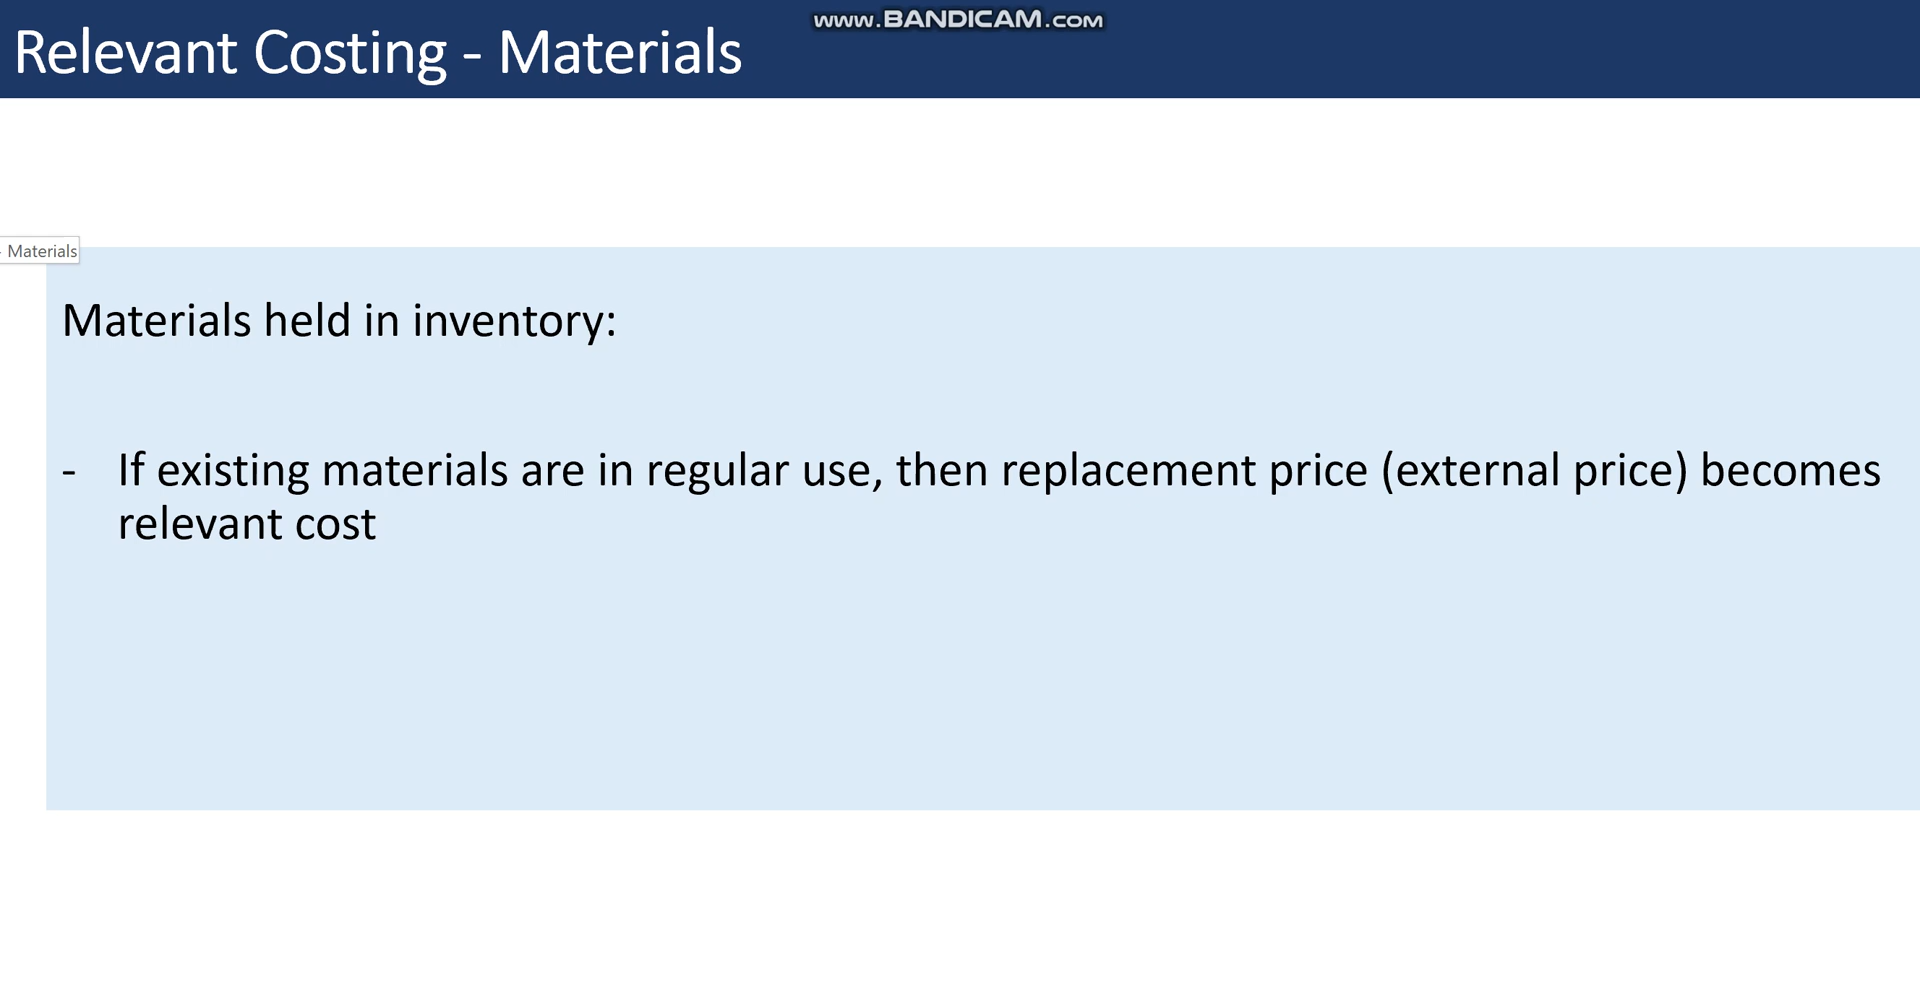 www.BANDICAM.com
Relevant Costing - Materials
- Materials
Materials held in inventory:
- If existing materials are in regular use, then replacement price (external price) becomes
relevant cost